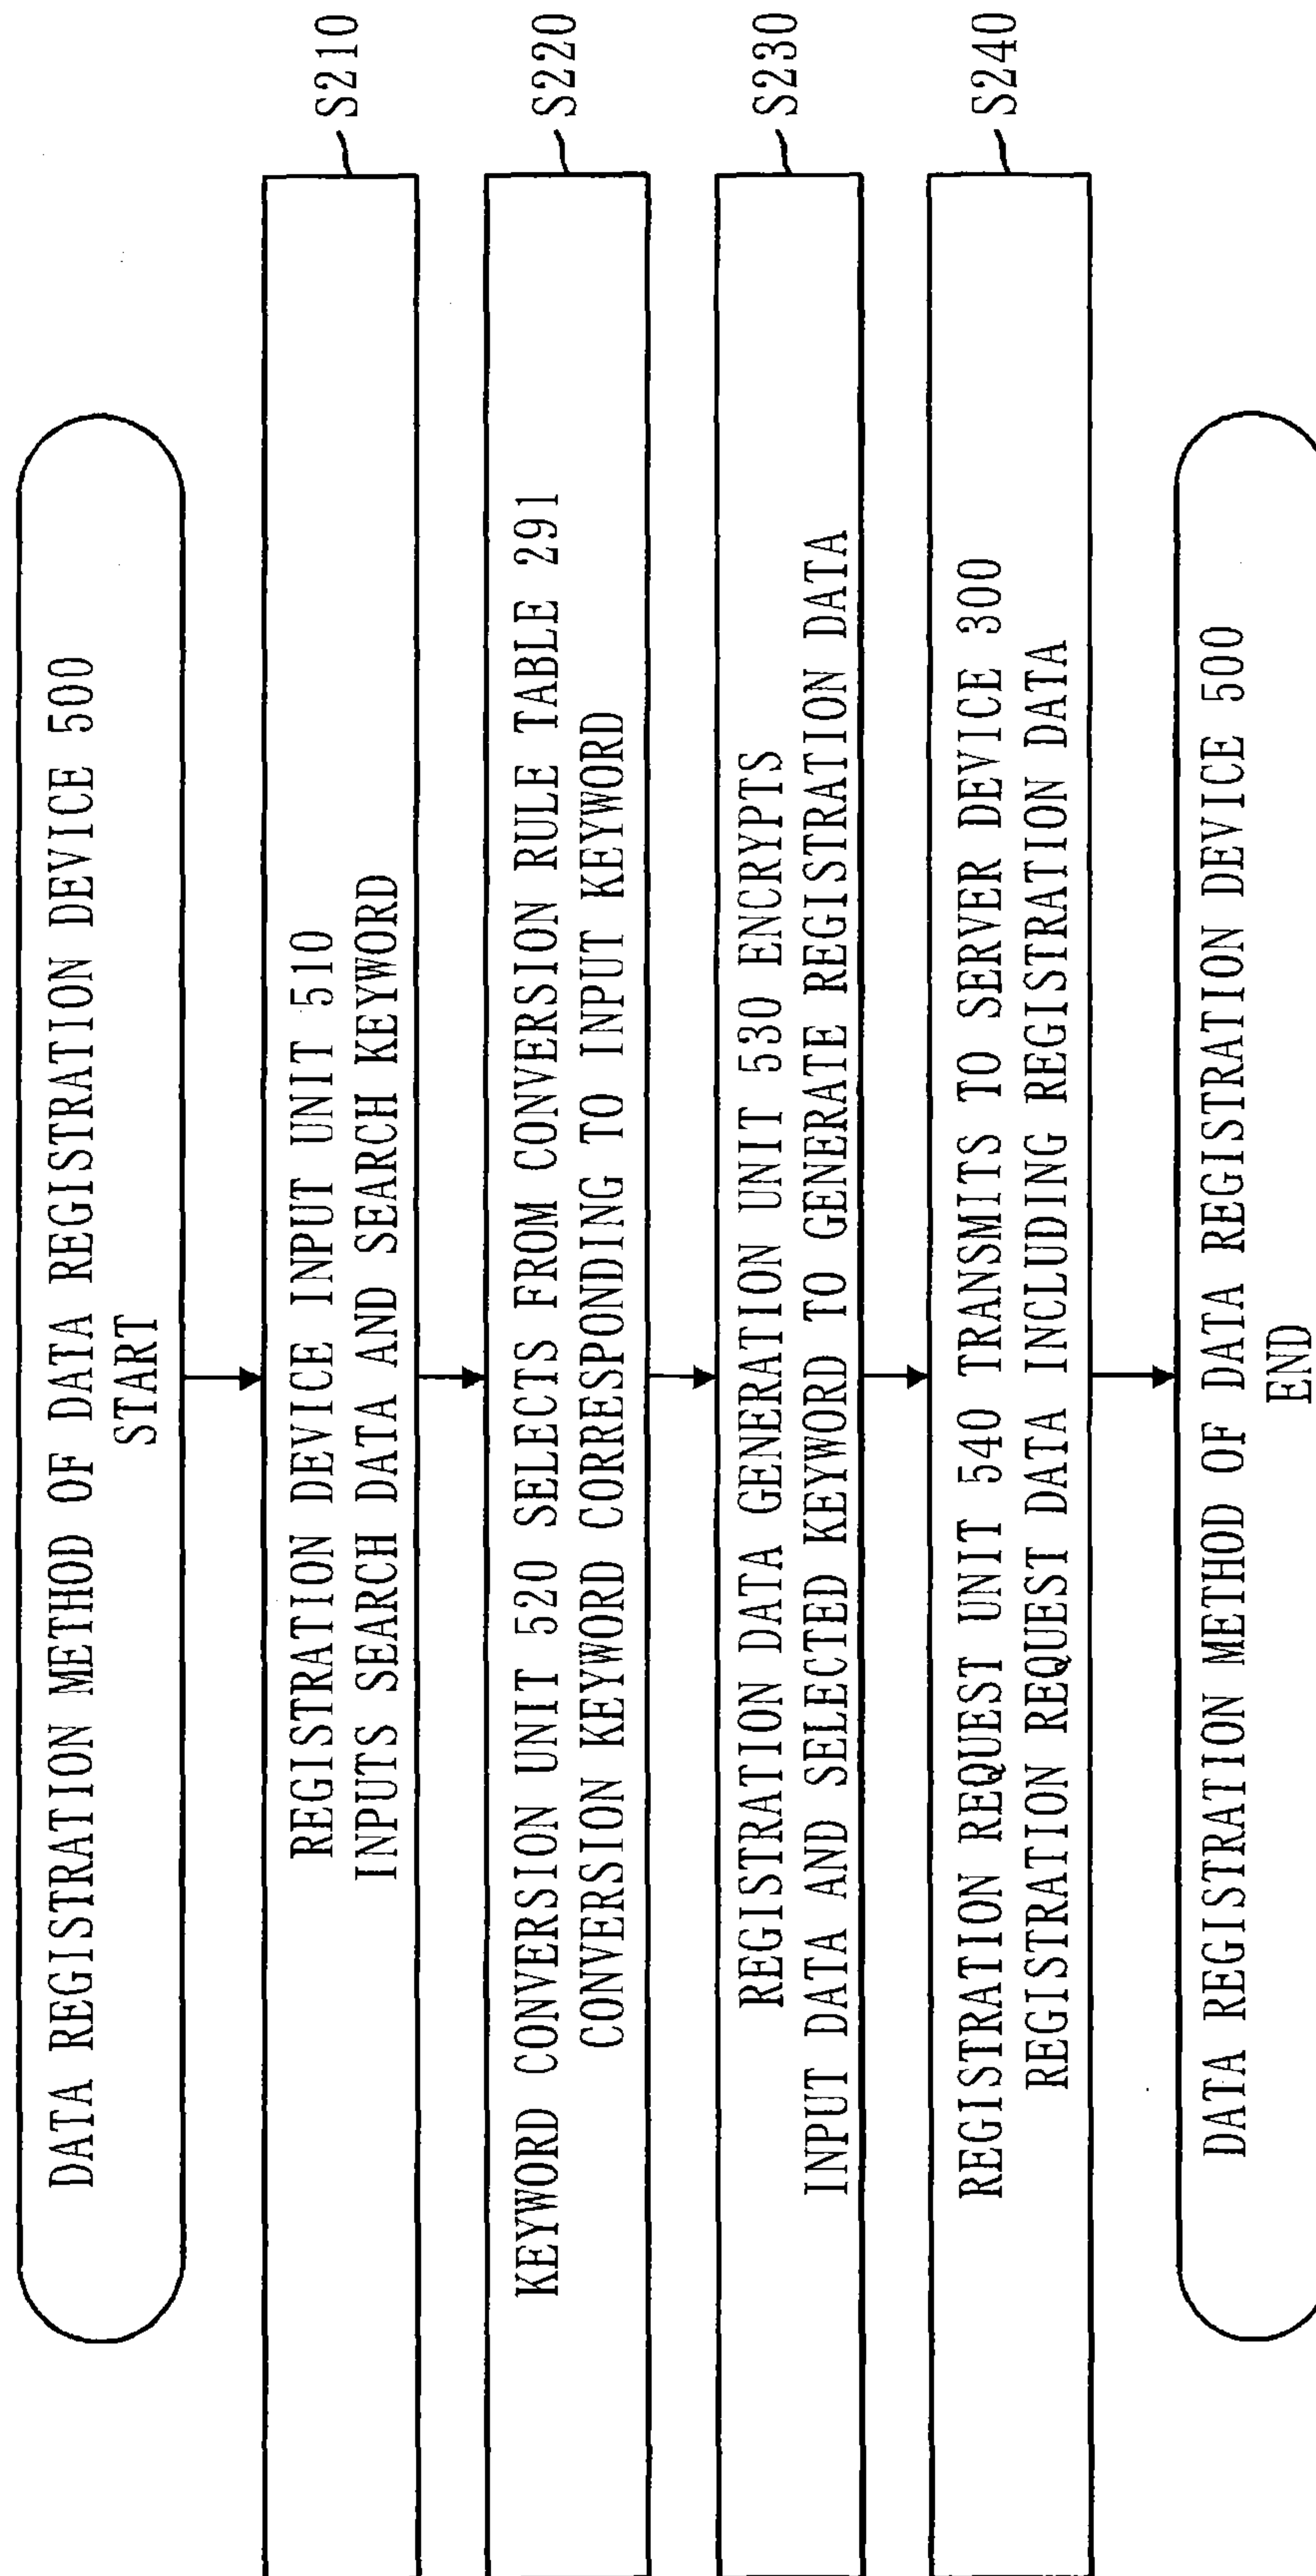 DATA REGISTRATION METHOD OF DATA REGISTRATION DEVICE 500
START
REGISTRATION DEVICE INPUT UNIT 510
INPUTS SEARCH DATA AND SEARCH KEYWORD
S210
KEYWORD CONVERSION UNIT 520 SELECTS FROM CONVERSION RULE TABLE 291
CONVERSION KEYWORD CORRESPONDING TO INPUT KEYWORD
S220
REGISTRATION DATA GENERATION UNIT 530 ENCRYPTS
INPUT DATA AND SELECTED KEYWORD TO GENERATE REGISTRATION DATA
S230
REGISTRATION REQUEST UNIT 540 TRANSMITS TO SERVER DEVICE 300
REGISTRATION REQUEST DATA INCLUDING REGISTRATION DATA
S240
DATA REGISTRATION METHOD OF DATA REGISTRATION DEVICE 500
END